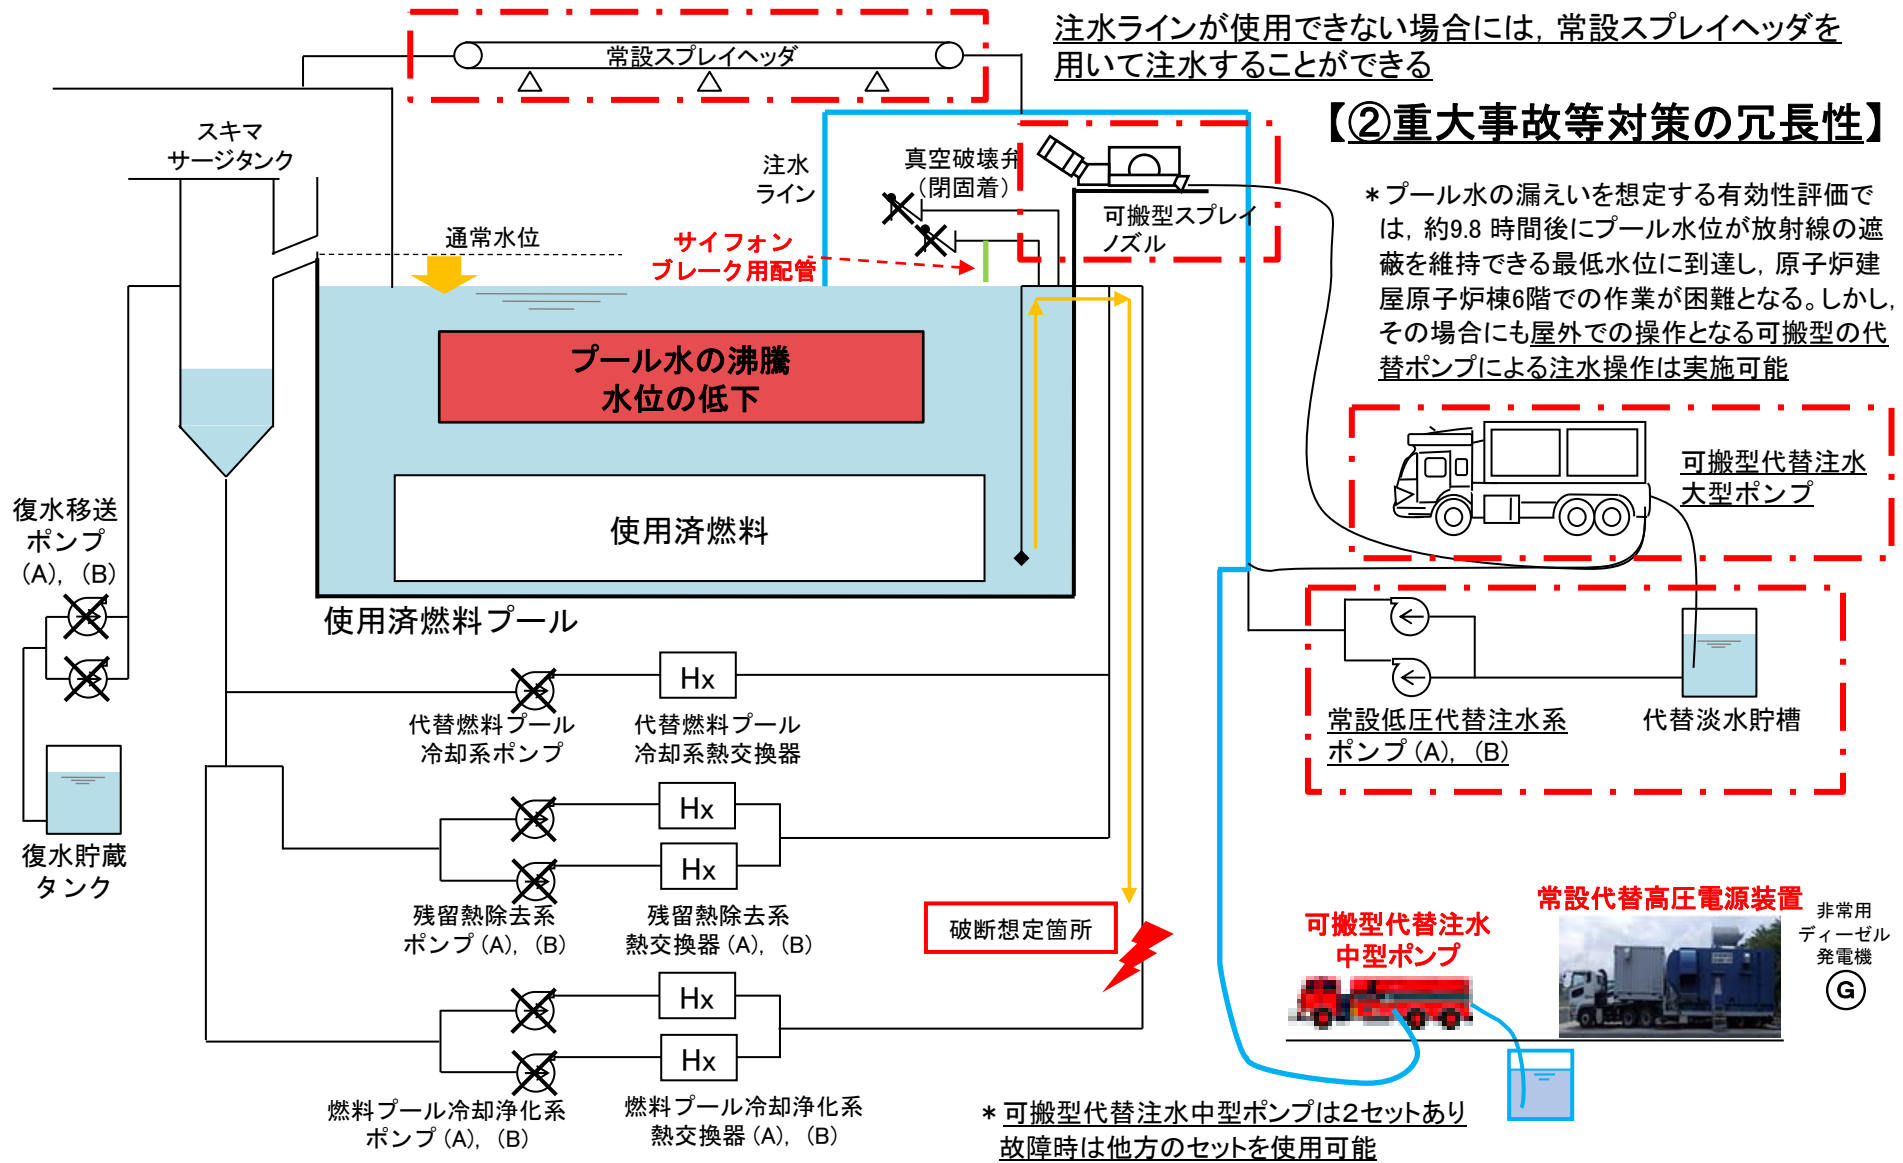 注水ラインが使用できない場合には，常設スプレイヘッダを
用いて注水することができる
常設スプレイヘッダ
【②重大事故等対策の冗長性】
スキマ
サージタンク
注水
ライン
真空破壊弁
（閉固着）
可搬型スプレイ
ノズル
通常水位
サイフォン
ブレーク用配管
＊プール水の漏えいを想定する有効性評価で
は，約9.8 時間後にプール水位が放射線の遮
蔽を維持できる最低水位に到達し，原子炉建
屋原子炉棟6階での作業が困難となる。しかし，
その場合にも屋外での操作となる可搬型の代
替ポンプによる注水操作は実施可能
プール水の沸騰
水位の低下
使用済燃料
使用済燃料プール
可搬型代替注水
大型ポンプ
復水移送
ポンプ
(A)，(B)
復水貯蔵
タンク
Hx
代替燃料プール
冷却系ポンプ
代替燃料プール
冷却系熱交換器
常設低圧代替注水系
ポンプ(A)，(B)
代替淡水貯槽
Hx
Hx
残留熱除去系
ポンプ(A)，(B)
残留熱除去系
熱交換器(A)，(B)
破断想定箇所
可搬型代替注水
中型ポンプ
常設代替高圧電源装置
非常用
ディーゼル
発電機
G
Hx
Hx
燃料プール冷却浄化系
ポンプ(A)，(B)
燃料プール冷却浄化系
熱交換器(A)，(B)
＊可搬型代替注水中型ポンプは２セットあり
故障時は他方のセットを使用可能